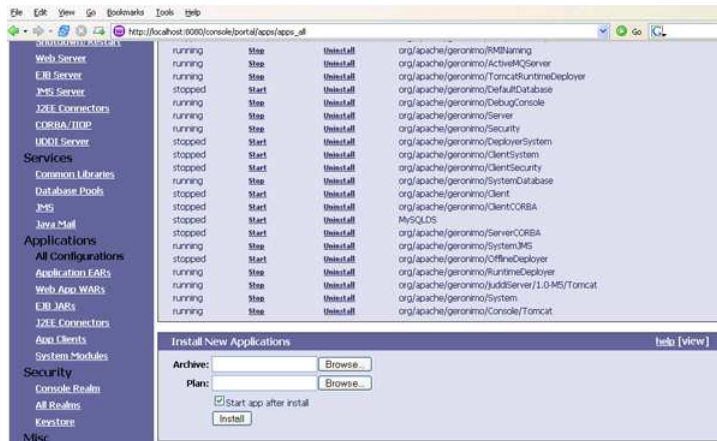 File Edit View Go Bookmarks Tools Help
http://localhost:8080/console/portal/apps/apps_all Go
Shutdown/Restart
Web Server
EJB Server
JMS Server
J2EE Connectors
CORBA/IIOP
UDDI Server
Services
Common Libraries
Database Pools
JMS
Java Mail
Applications
All Configurations
Application EARs
Web App WARs
EJB JARs
J2EE Connectors
App Clients
System Modules
Security
Console Realm
All Realms
Keystore
Misc
running Stop Uninstall org/apache/geronimo/RMINaming
running Stop Uninstall org/apache/geronimo/ActiveMQServer
running Stop Uninstall org/apache/geronimo/TomcatRuntimeDeployer
stopped Start Uninstall org/apache/geronimo/DefaultDatabase
running Stop Uninstall org/apache/geronimo/DebugConsole
running Stop Uninstall org/apache/geronimo/Server
running Stop Uninstall org/apache/geronimo/Security
stopped Start Uninstall org/apache/geronimo/DeployerSystem
stopped Start Uninstall org/apache/geronimo/ClientSystem
stopped Start Uninstall org/apache/geronimo/ClientSecurity
running Stop Uninstall org/apache/geronimo/SystemDatabase
stopped Start Uninstall org/apache/geronimo/Client
stopped Start Uninstall org/apache/geronimo/ClientCORBA
stopped Start Uninstall MySQLDS
stopped Start Uninstall org/apache/geronimo/ServerCORBA
running Stop Uninstall org/apache/geronimo/SystemJMS
stopped Start Uninstall org/apache/geronimo/OfflineDeployer
running Stop Uninstall org/apache/geronimo/RuntimeDeployer
running Stop Uninstall org/apache/geronimo/juddiServer/1.0-M5/Tomcat
running Stop Uninstall org/apache/geronimo/System
running Stop Uninstall org/apache/geronimo/Console/Tomcat
Install New Applications help [view]
Archive: Browse...
Plan: Browse...
Start app after install
Install